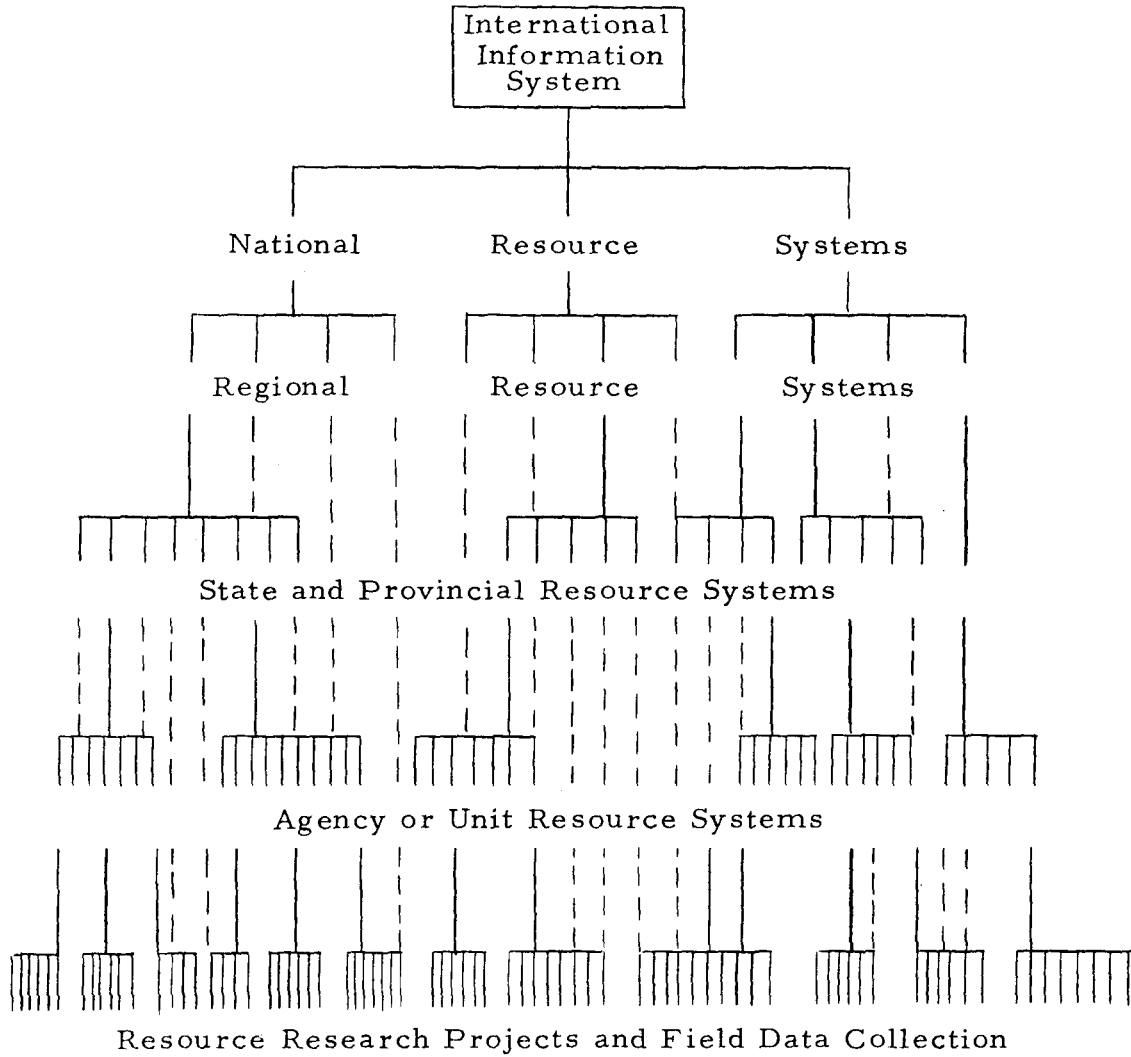 International
Information
System
National Resource Systems
Regional Resource Systems
State and Provincial Resource Systems
Agency or Unit Resource Systems
Resource Research Projects and Field Data Collection